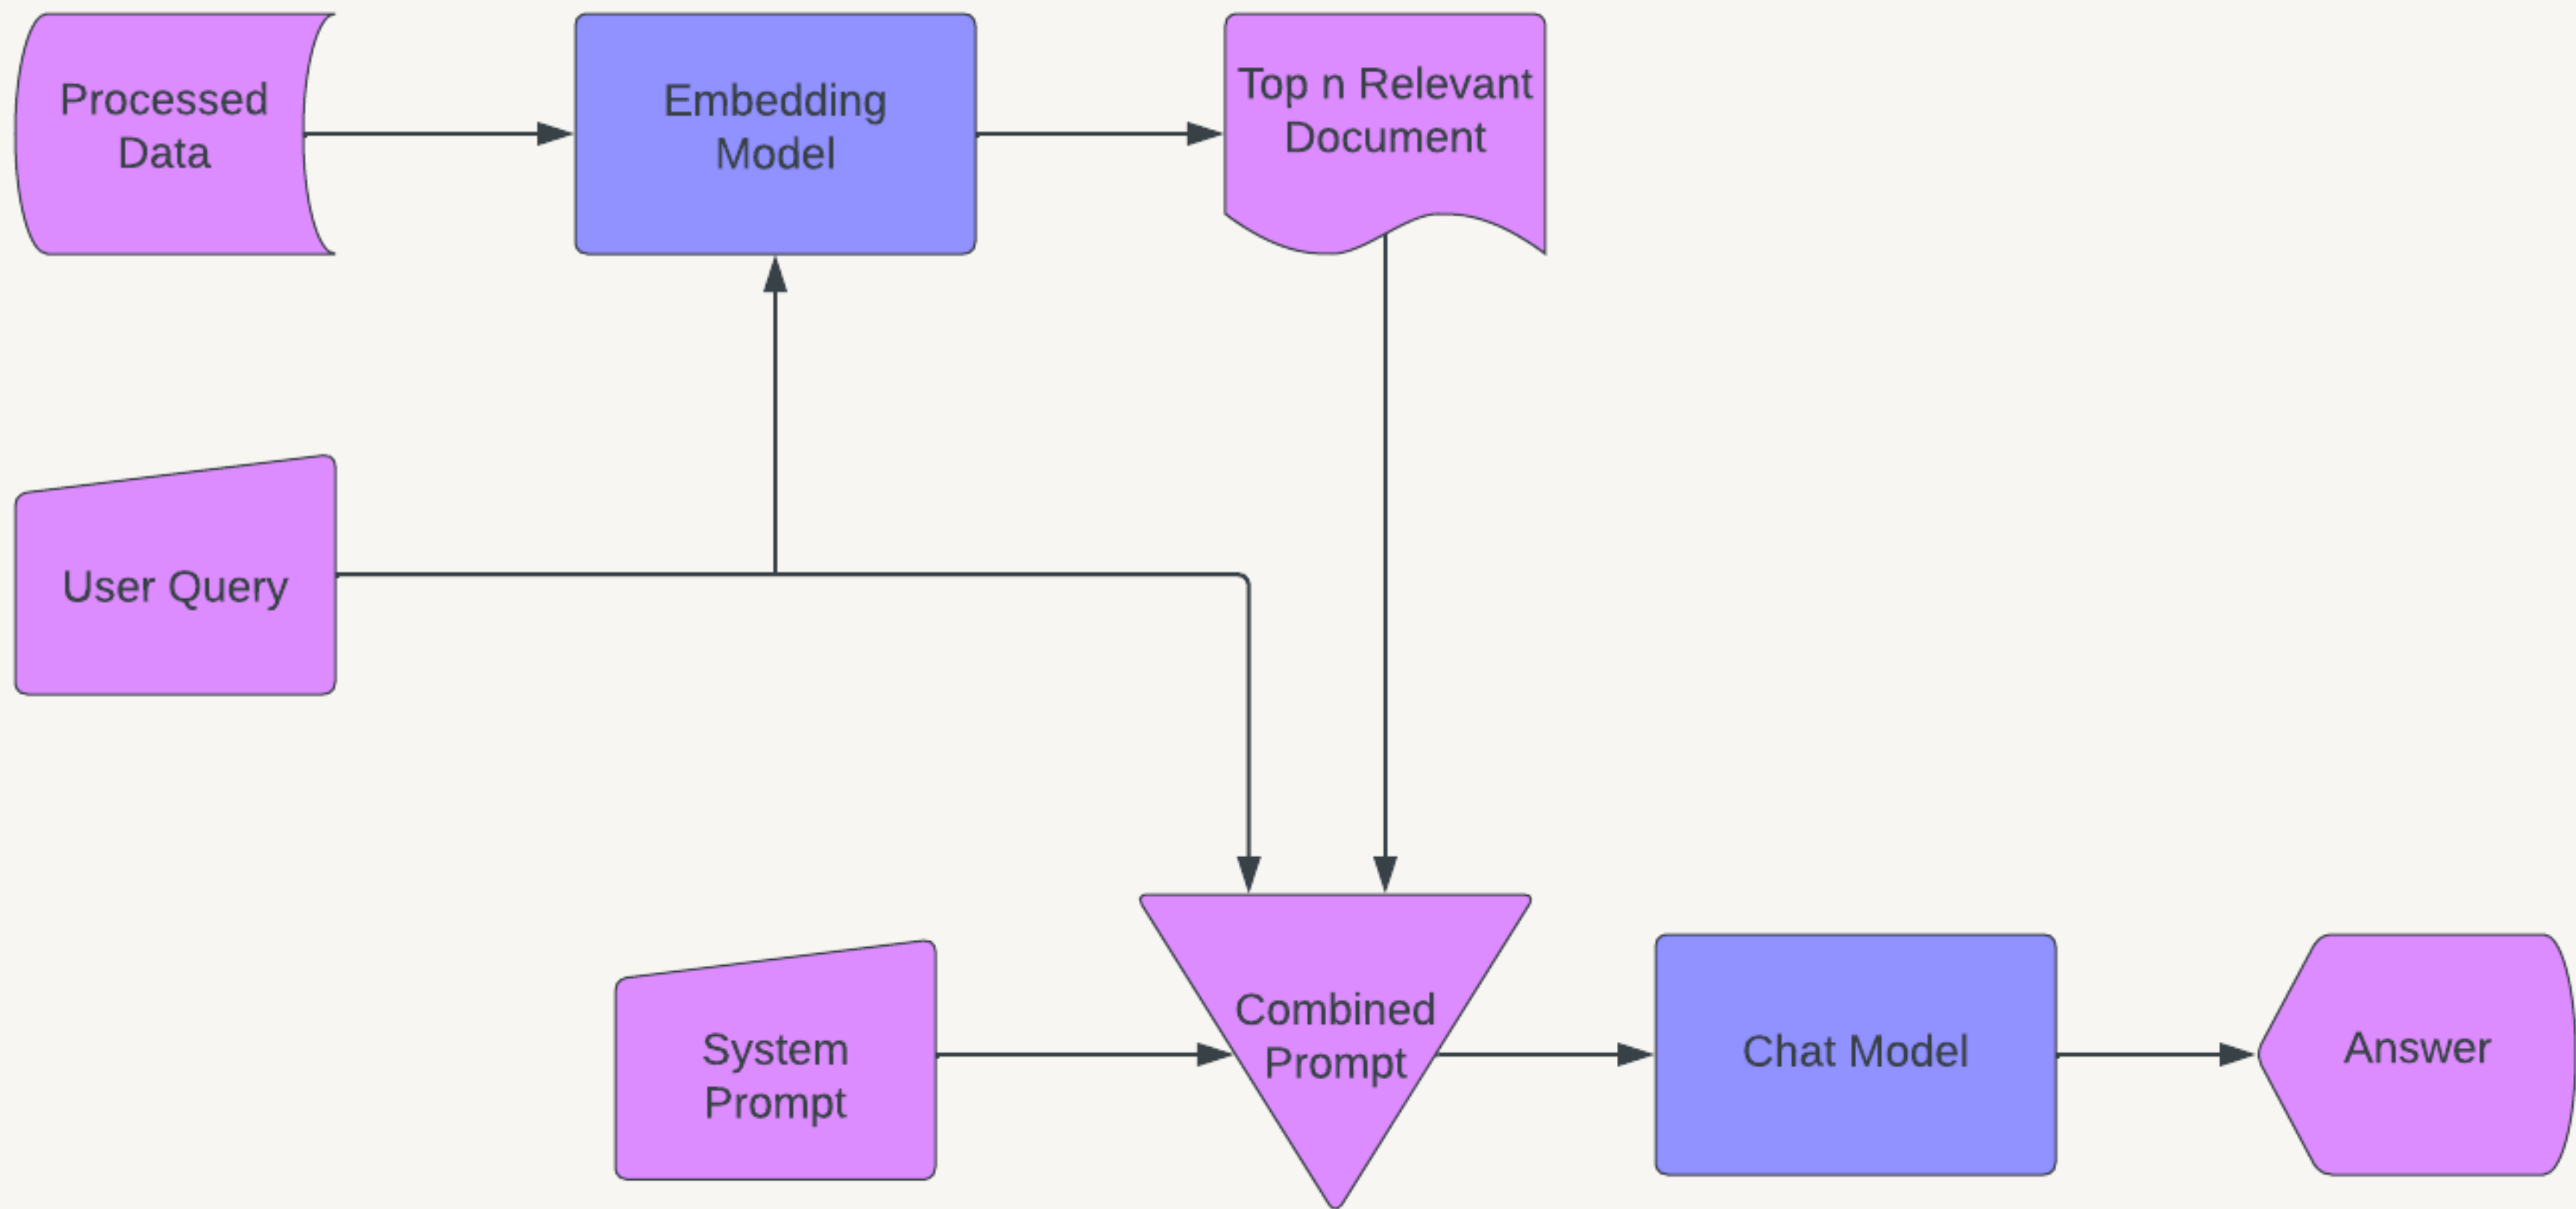 Processed
Data
Embedding
Model
Top n Relevant
Document
User Query
System
Prompt
Combined
Prompt
Chat Model
Answer